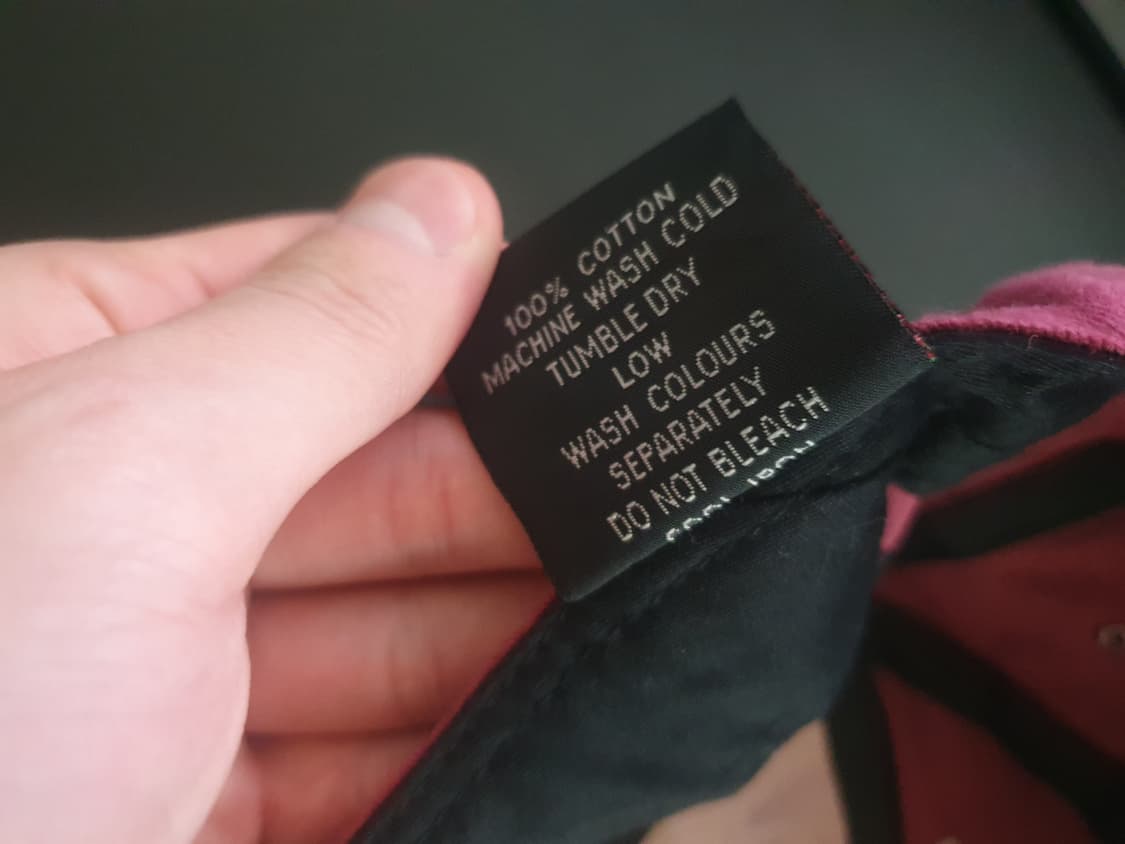 100% COTTON
MACHINE WASH COLD
TUMBLE DRY
LOW
WASH COLOURS
SEPARATELY
DO NOT BLEACH